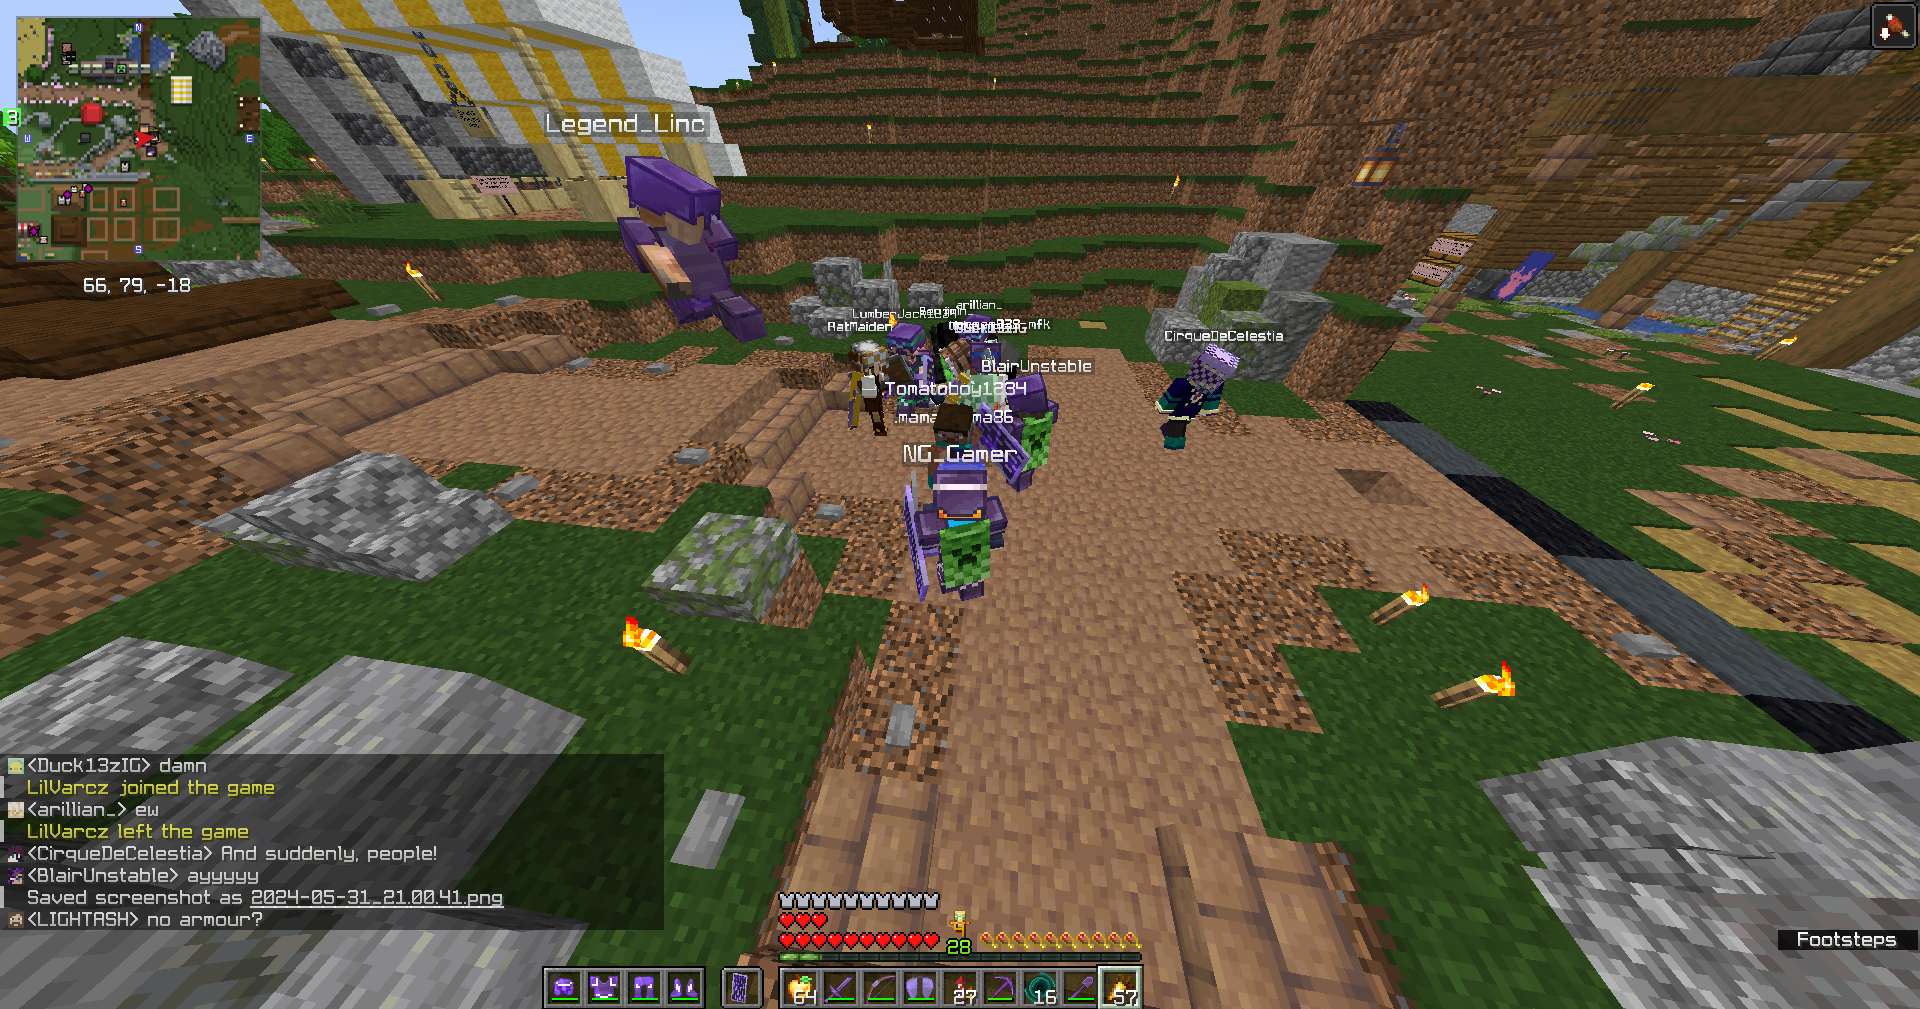 N
3
W
E
S
66, 79, -18
Legend_Linc
arillian_
RatMaiden
CirqueDeCelestia
BlairUnstable
.Tomatoboy1234
NG_Gamer
<Duck13zIG> damn
LilVarcz joined the game
<arillian_> ew
LilVarcz left the game
<CirqueDeCelestia> And suddenly, people!
<BlairUnstable> ayyyyy
Saved screenshot as 2024-05-31_21.00.41.png
<LIGHTASH> no armour?
Footsteps
28
64
27
16
57